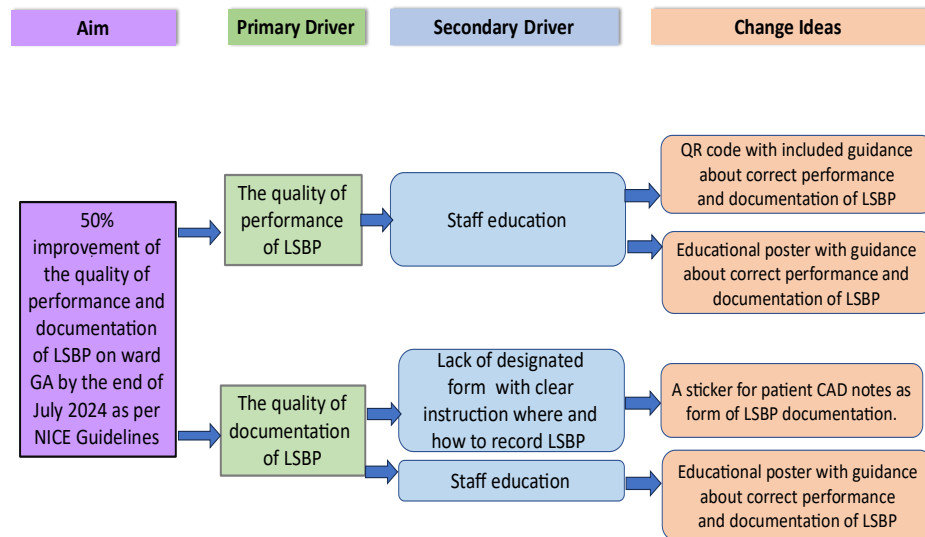 Aim
Primary Driver
Secondary Driver
Change Ideas
50%
improvement of
the quality of
performance and
documentation
of LSBP on ward
GA by the end of
July 2024 as per
NICE Guidelines
The quality of
performance
of LSBP
Staff education
QR code with included guidance
about correct performance
and documentation of LSBP
Educational poster with guidance
about correct performance and
documentation of LSBP
The quality of
documentation
of LSBP
Lack of designated
form with clear
instruction where and
how to record LSBP
A sticker for patient CAD notes as
form of LSBP documentation.
Staff education
Educational poster with guidance
about correct performance
and documentation of LSBP